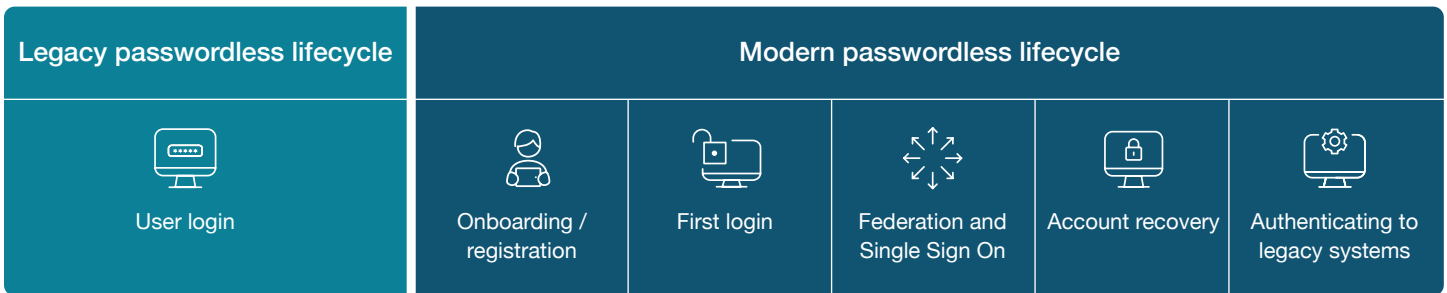 Legacy passwordless lifecycle
Modern passwordless lifecycle
*****
User login
Onboarding /
registration
First login
Federation and
Single Sign On
Account recovery
Authenticating to
legacy systems